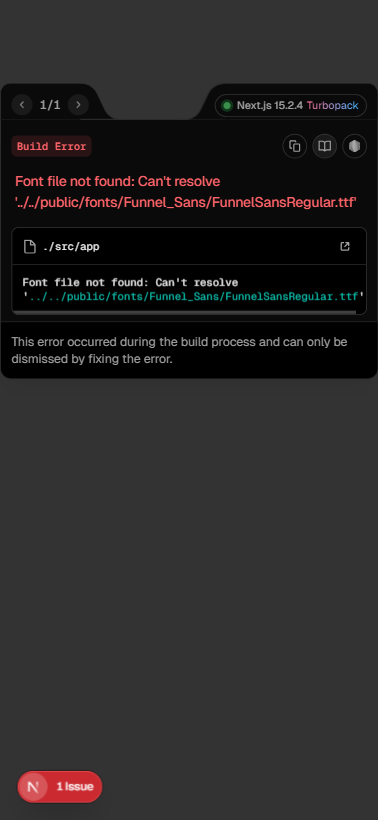 1/1
Next.js 15.2.4 Turbopack
Build Error
Font file not found: Can't resolve
'../../public/fonts/Funnel_Sans/FunnelSansRegular.ttf'
./src/app
Font file not found: Can't resolve
'../../public/fonts/Funnel_Sans/FunnelSansRegular.ttf'
This error occurred during the build process and can only be
dismissed by fixing the error.
N 1 Issue